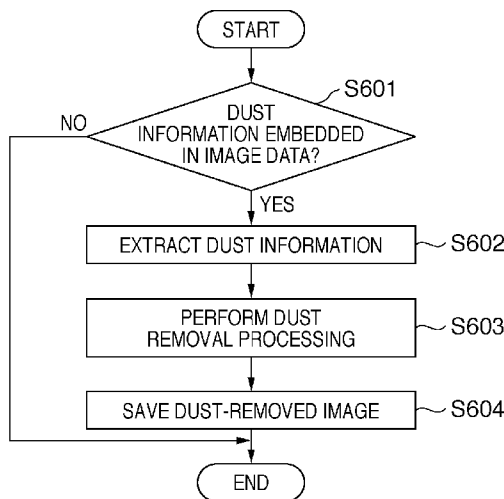 START
S601
DUST
INFORMATION EMBEDDED
IN IMAGE DATA?
NO
YES
EXTRACT DUST INFORMATION
S602
PERFORM DUST
REMOVAL PROCESSING
S603
SAVE DUST-REMOVED IMAGE
S604
END